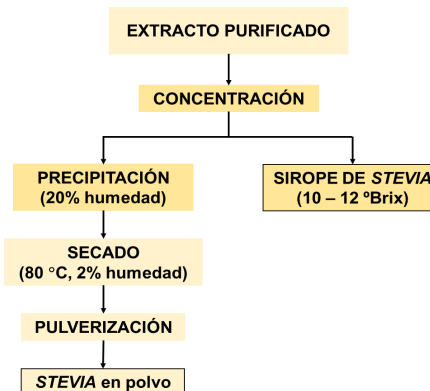 EXTRACTO PURIFICADO
CONCENTRACIÓN
PRECIPITACIÓN
(20% humedad)
SIROPE DE STEVIA
(10 – 12 ºBrix)
SECADO
(80 °C, 2% humedad)
PULVERIZACIÓN
STEVIA en polvo